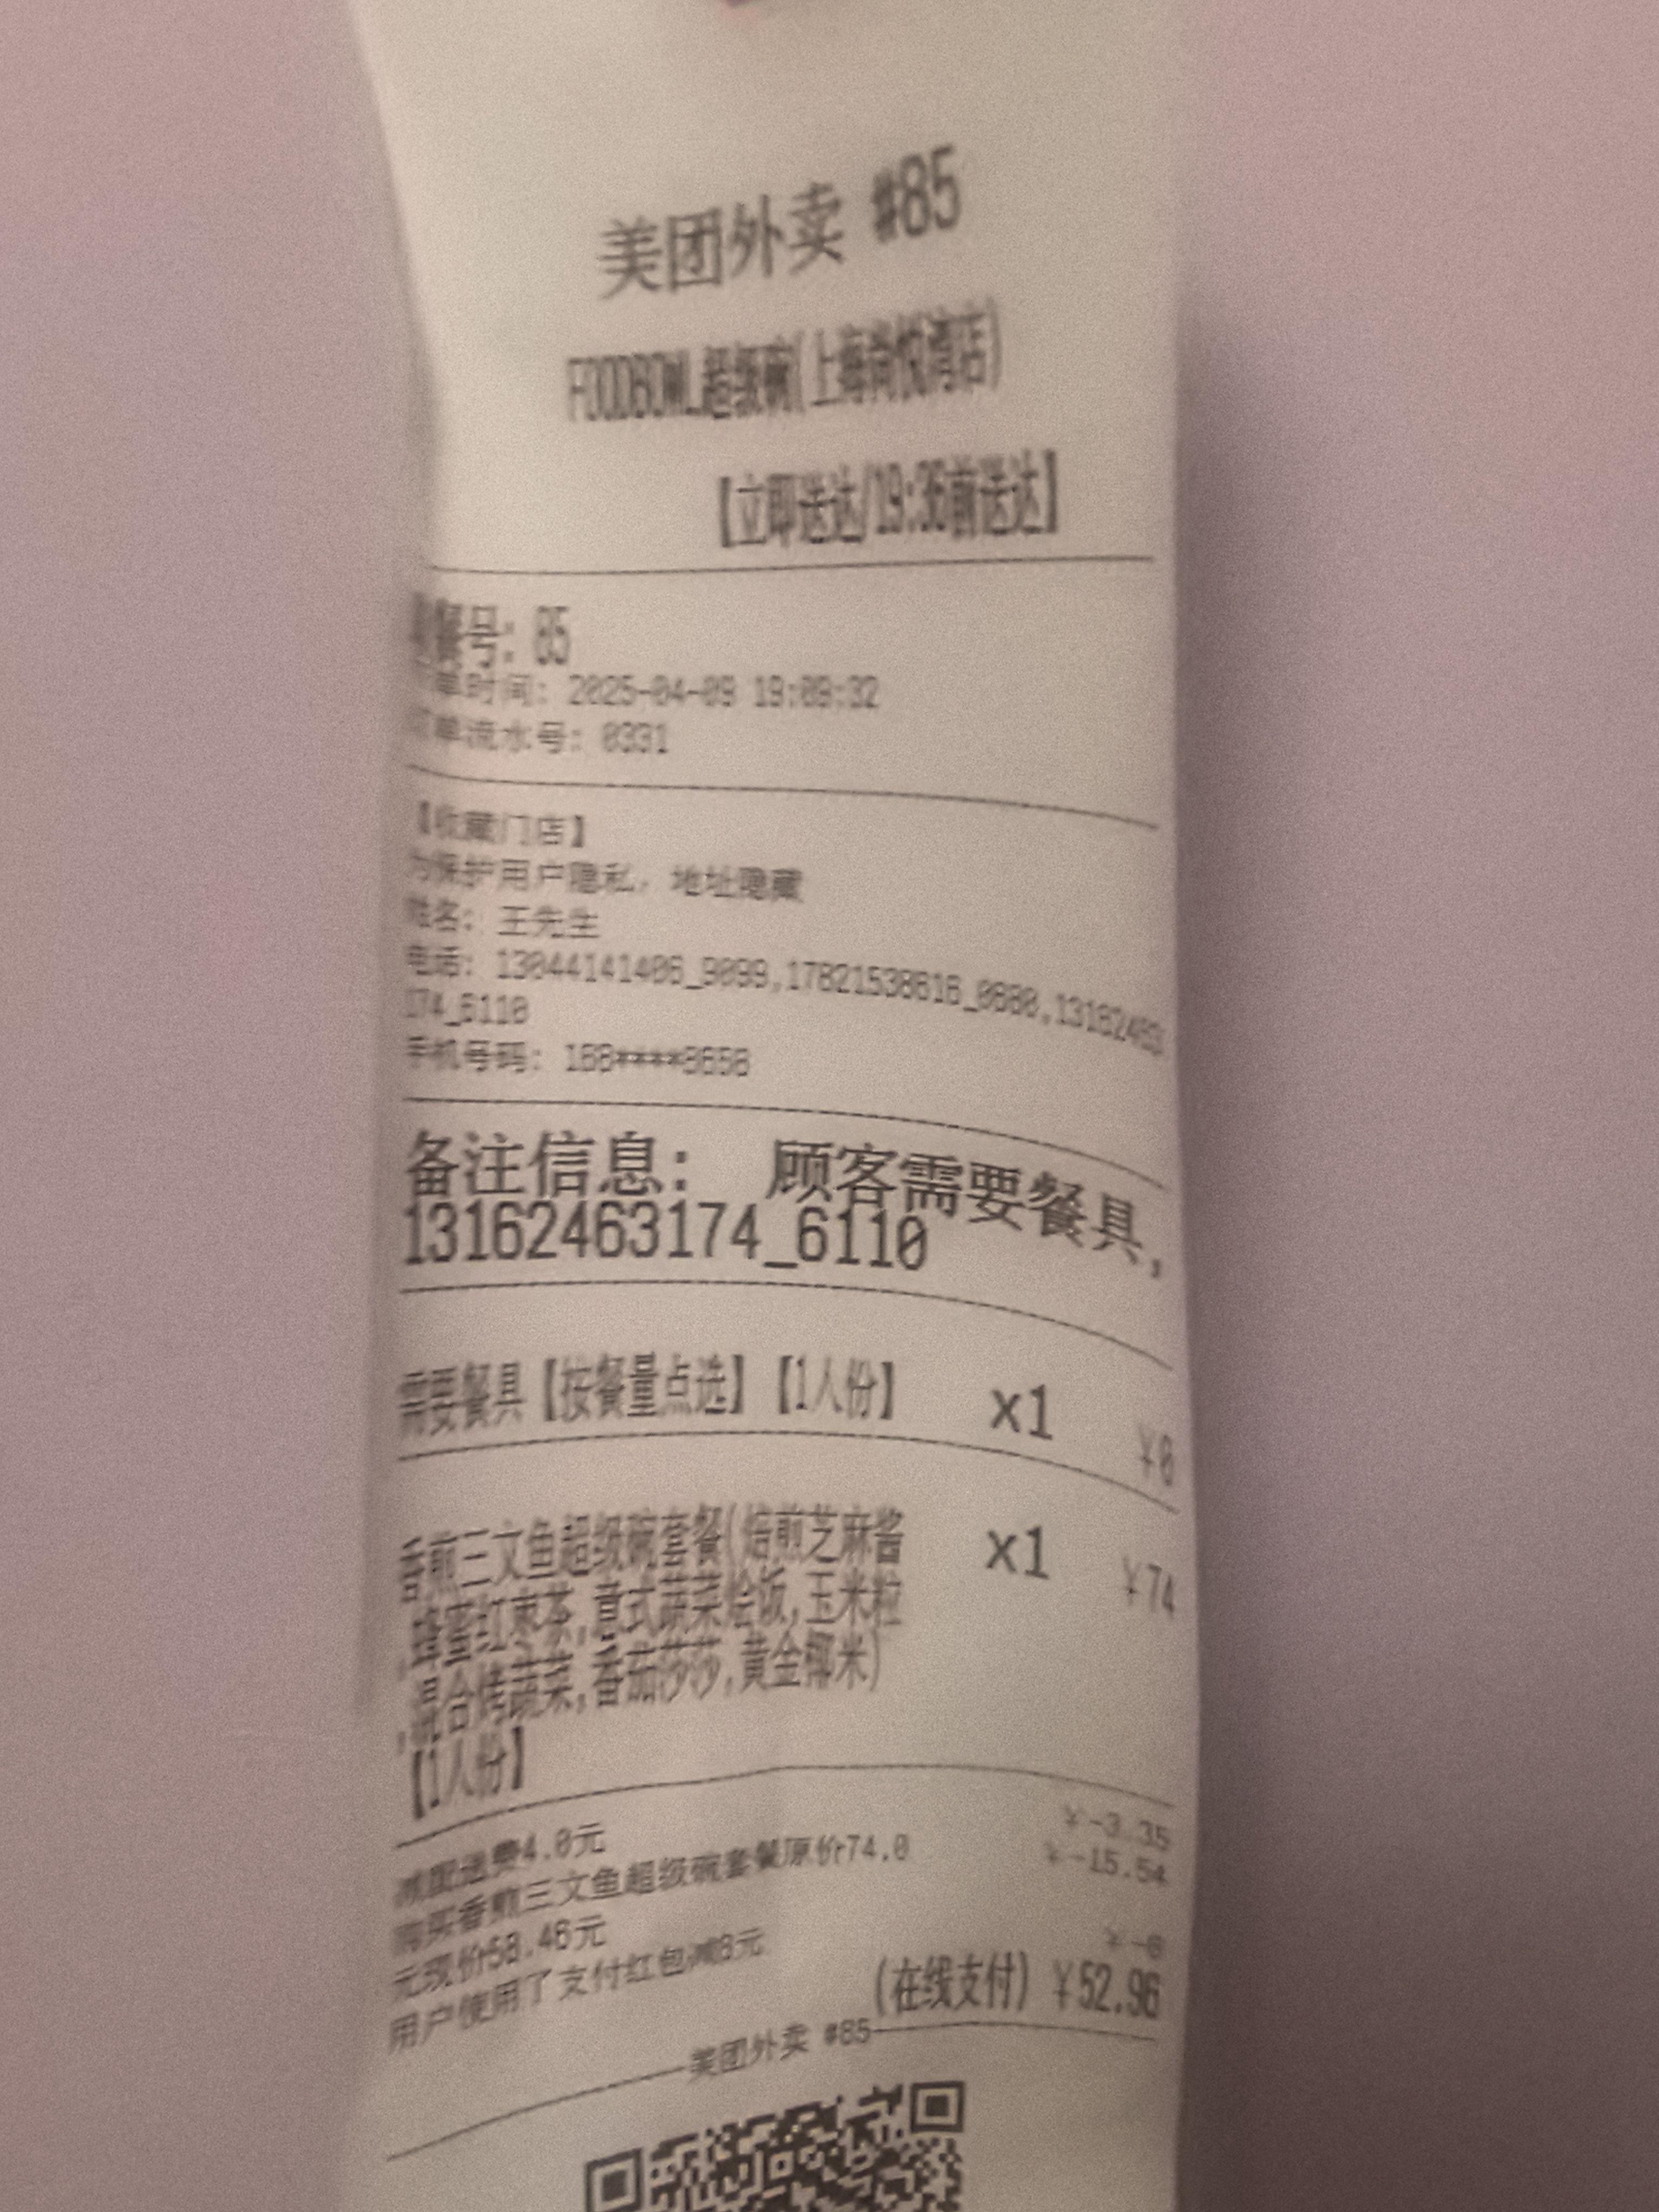 美团外卖 #85
FOODBOWL超级碗(上海尚悦湾店)
【立即送达/19:36前送达】
餐号: 85
单时间: 2025-04-09 19:09:32
订单流水号: 0331
【收藏门店】
为保护用户隐私, 地址隐藏
姓名: 王先生
电话: 13044141406_9099,17821538616_0680,13162463
174_6110
手机号码: 168****8658
备注信息: 顾客需要餐具,
13162463174_6110
需要餐具【按餐量点选】【1人份】 x1 ¥0
香煎三文鱼超级碗套餐(焙煎芝麻酱 x1 ¥74
,蜂蜜红枣茶,意式蔬菜烩饭,玉米粒
,混合烤蔬菜,番茄莎莎,黄金椰米)
【1人份】
减配送费4.0元 ¥-3.35
购买香煎三文鱼超级碗套餐原价74.0 ¥-15.54
元现价58.46元
用户使用了支付红包减8元 ¥-0
(在线支付) ¥52.96
美团外卖 #85